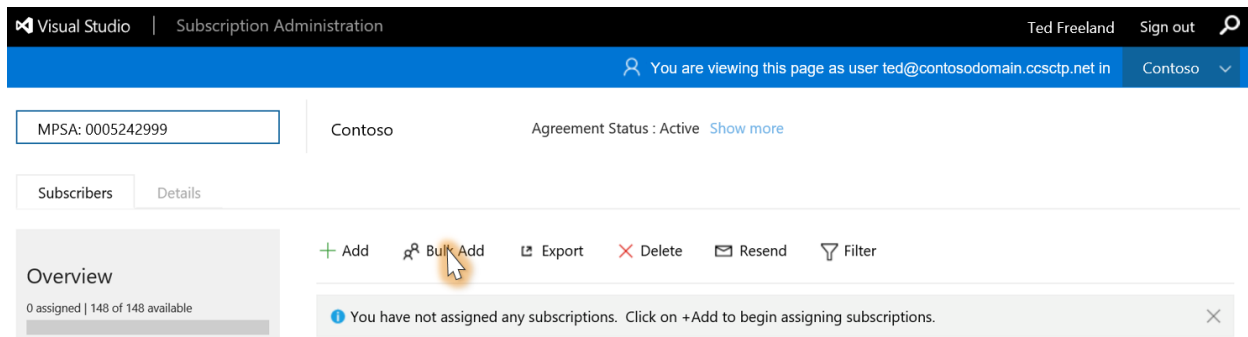 Visual Studio | Subscription Administration Ted Freeland Sign out
You are viewing this page as user ted@contosodomain.ccsctp.net in Contoso
MPSA: 0005242999 Contoso Agreement Status : Active Show more
Subscribers Details
+ Add Bulk Add Export Delete Resend Filter
Overview
0 assigned | 148 of 148 available
You have not assigned any subscriptions. Click on +Add to begin assigning subscriptions.